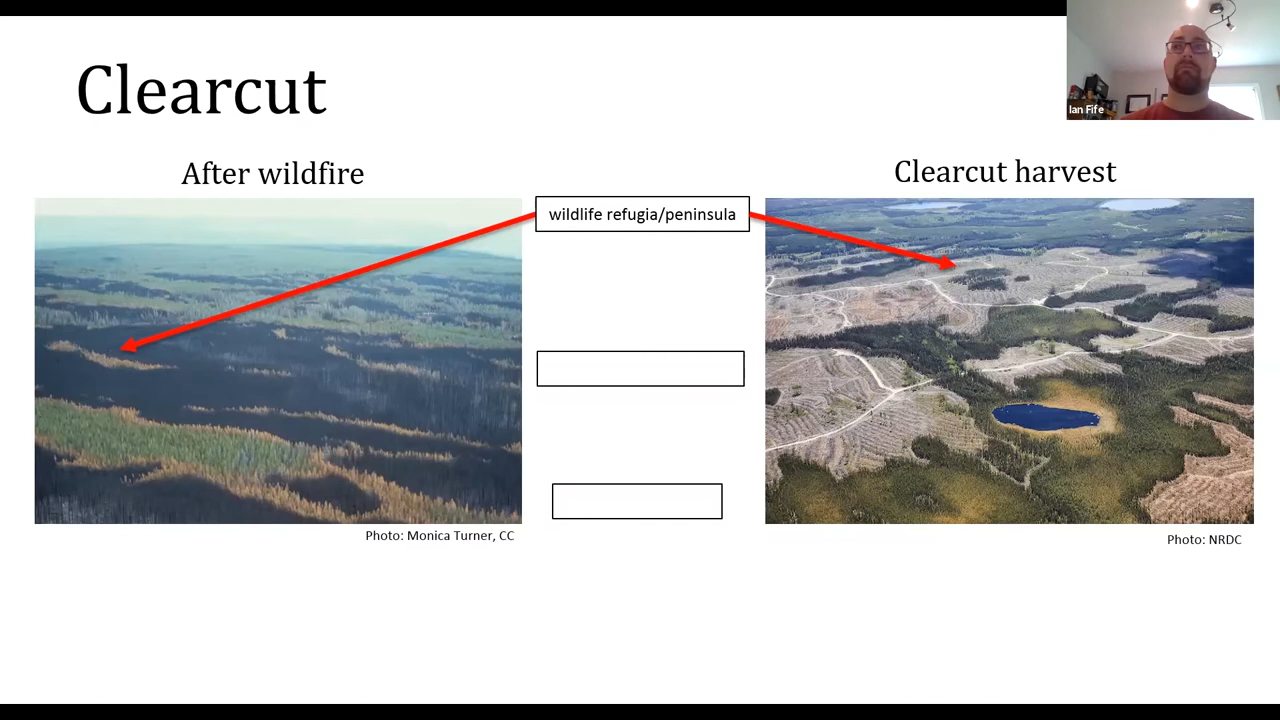 Clearcut
Ian Fife
After wildfire
Clearcut harvest
wildlife refugia/peninsula
Photo: Monica Turner, CC
Photo: NRDC